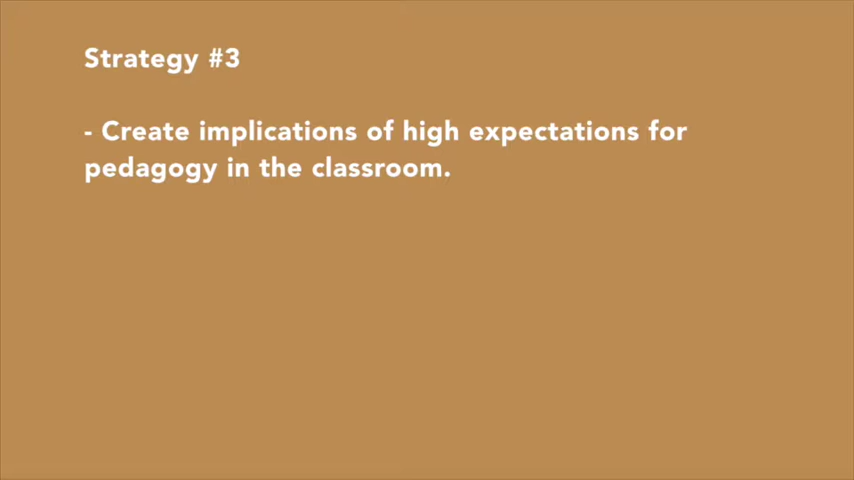 Strategy #3
- Create implications of high expectations for
pedagogy in the classroom.